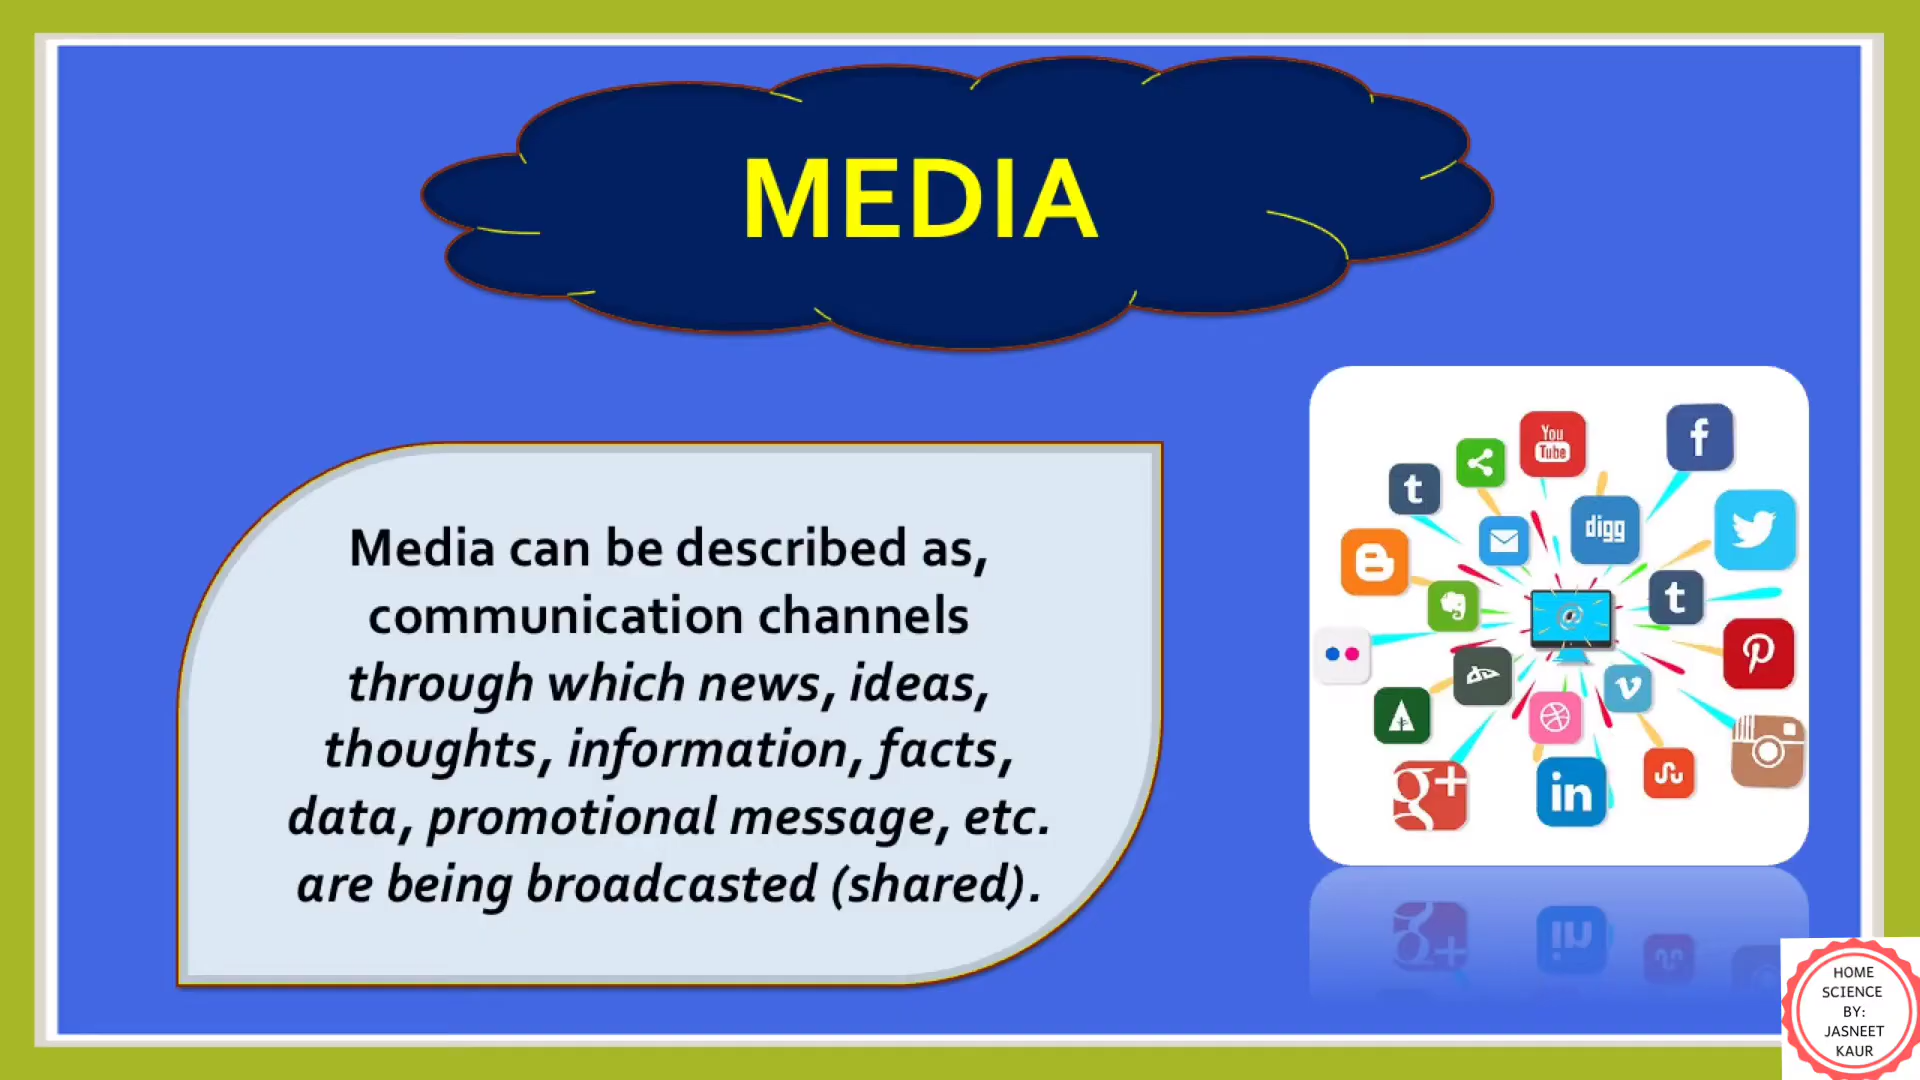 MEDIA
Media can be described as,
communication channels
through which news, ideas,
thoughts, information, facts,
data, promotional message, etc.
are being broadcasted (shared).
You
Tube
f
t
digg
t
g+
in
HOME
SCIENCE
BY:
JASNEET
KAUR